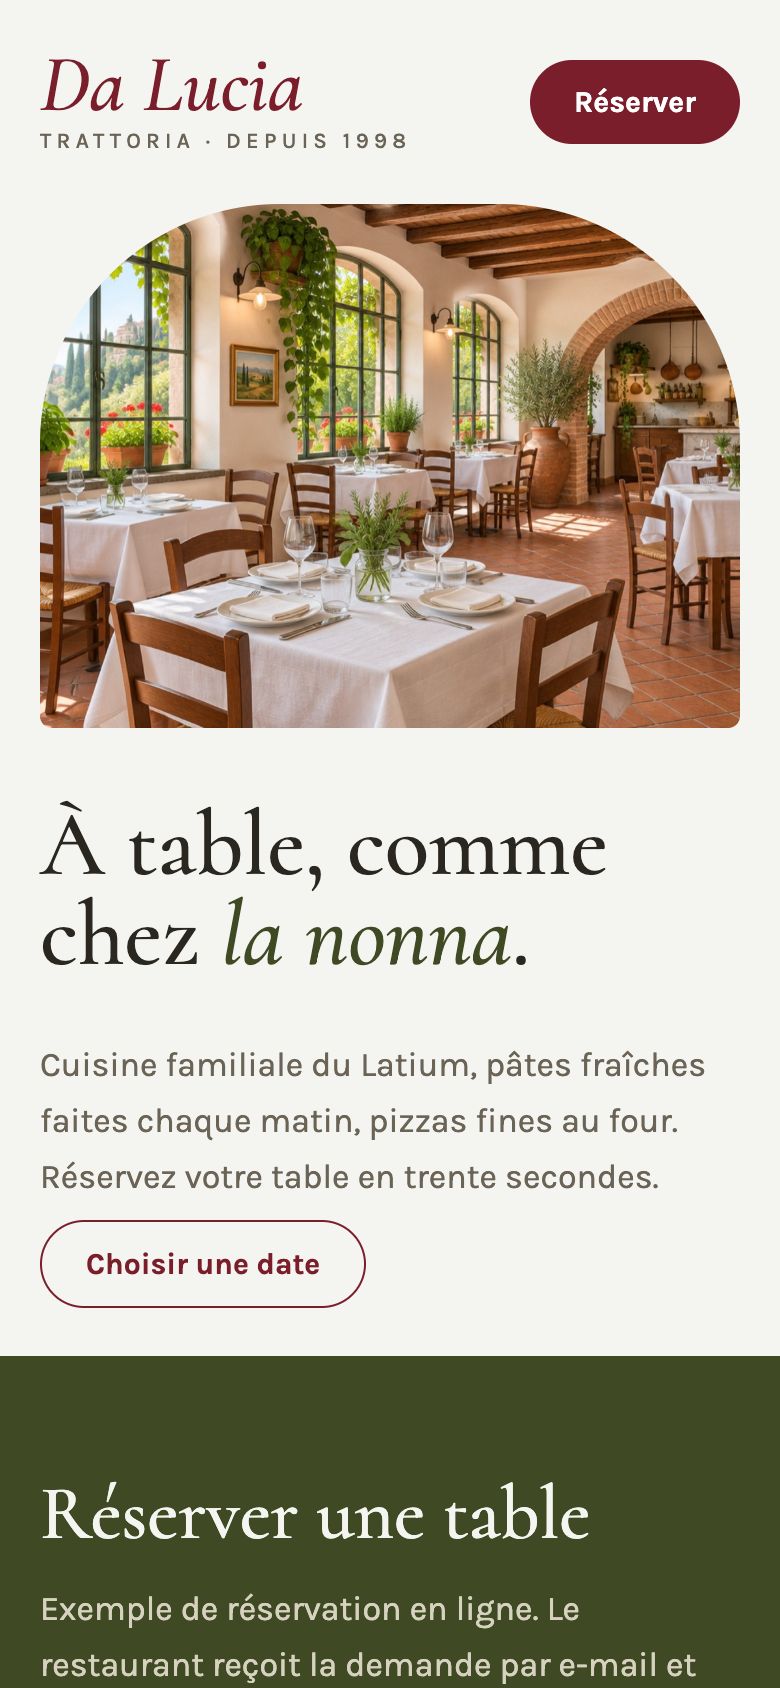 Da Lucia
TRATTORIA · DEPUIS 1998
Réserver
À table, comme
chez la nonna.
Cuisine familiale du Latium, pâtes fraîches
faites chaque matin, pizzas fines au four.
Réservez votre table en trente secondes.
Choisir une date
Réserver une table
Exemple de réservation en ligne. Le
restaurant reçoit la demande par e-mail et